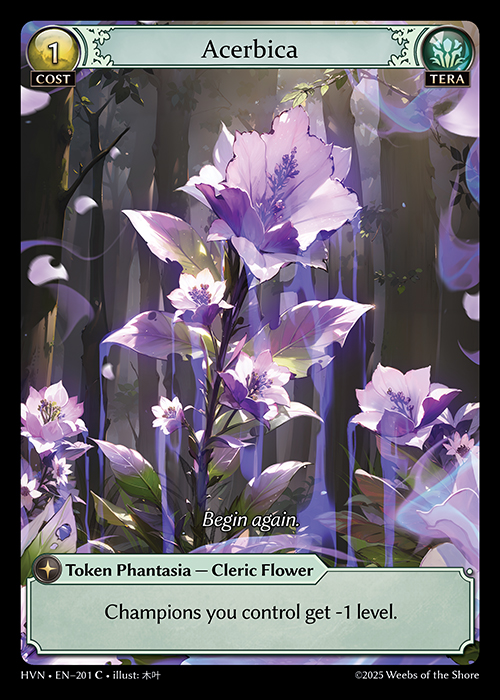 1
COST
Acerbica
TERA
Begin again.
Token Phantasia — Cleric Flower
Champions you control get -1 level.
HVN • EN-201 C • illust: 木叶
©2025 Weebs of the Shore